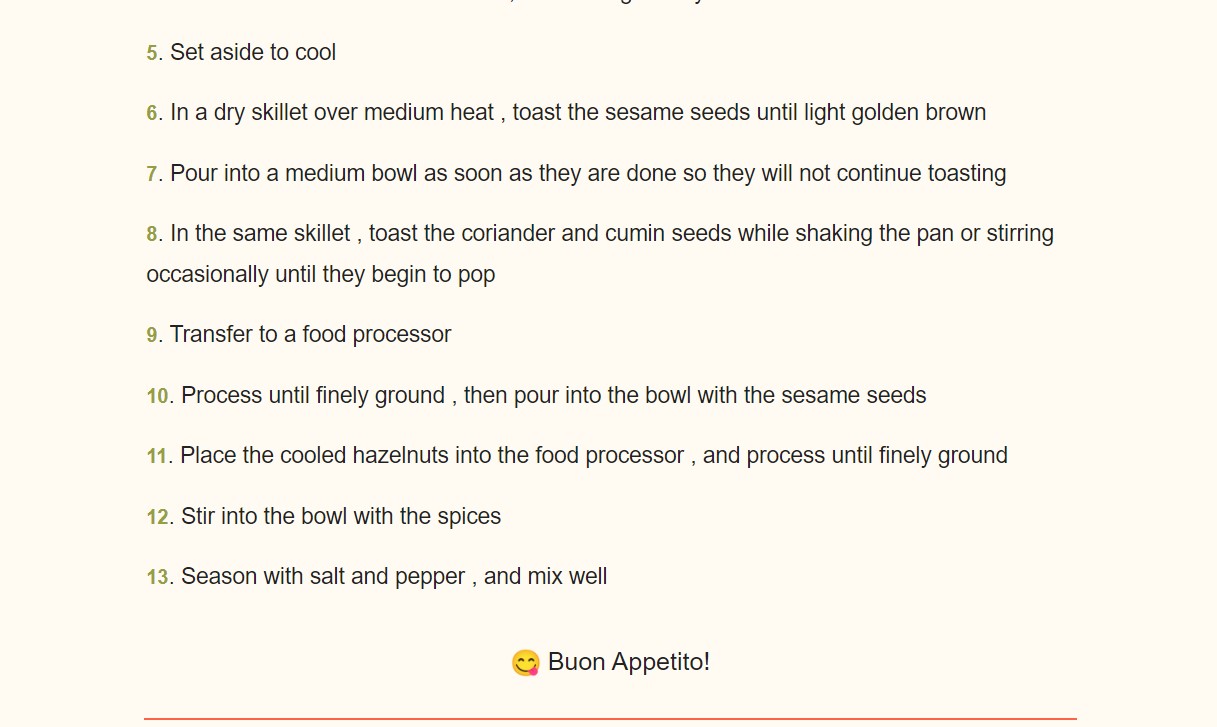 5. Set aside to cool
6. In a dry skillet over medium heat , toast the sesame seeds until light golden brown
7. Pour into a medium bowl as soon as they are done so they will not continue toasting
8. In the same skillet , toast the coriander and cumin seeds while shaking the pan or stirring
occasionally until they begin to pop
9. Transfer to a food processor
10. Process until finely ground , then pour into the bowl with the sesame seeds
11. Place the cooled hazelnuts into the food processor , and process until finely ground
12. Stir into the bowl with the spices
13. Season with salt and pepper , and mix well
😋 Buon Appetito!